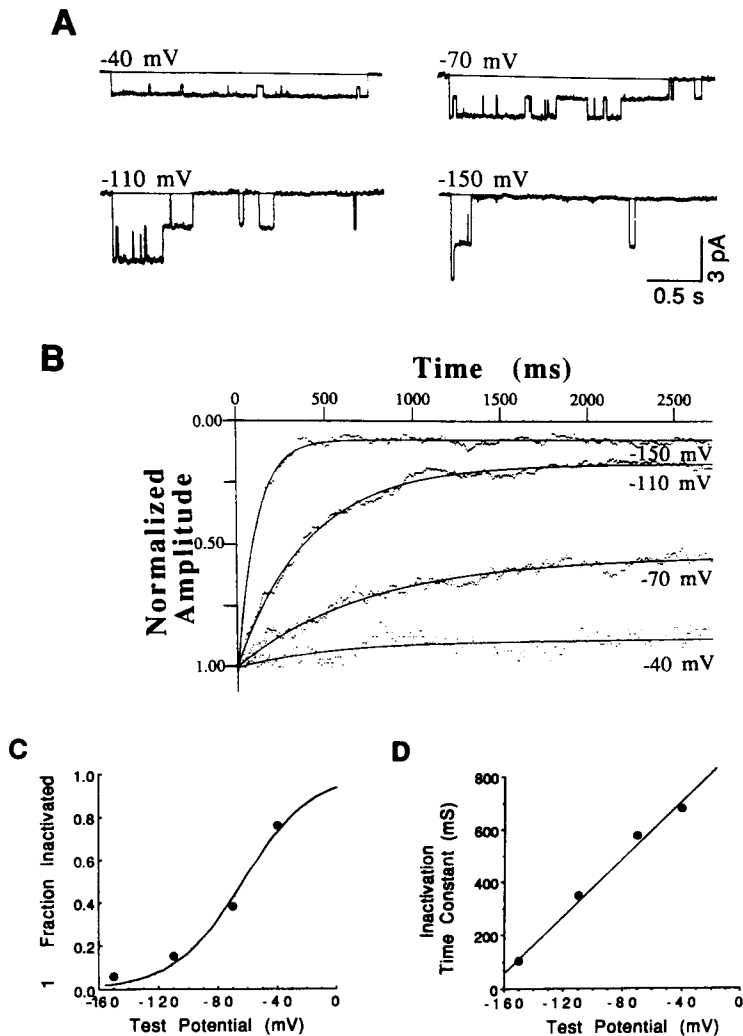 A
-40 mV
-70 mV
-110 mV
-150 mV
3 pA
0.5 s
B
Time (ms)
0 500 1000 1500 2000 2500
Normalized
Amplitude
0.00
0.50
1.00
-150 mV
-110 mV
-70 mV
-40 mV
C
1 Fraction Inactivated
1.0
0.8
0.6
0.4
0.2
0.0
-160 -120 -80 -40 0
Test Potential (mV)
D
Inactivation
Time Constant (mS)
800
600
400
200
0
-160 -120 -80 -40 0
Test Potential (mV)